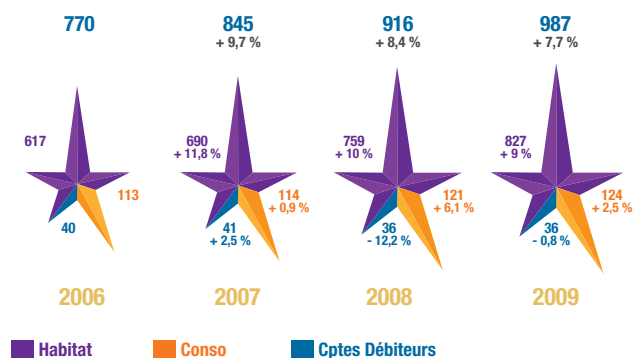 770
845
+ 9,7 %
916
+ 8,4 %
987
+ 7,7 %
617
113
40
690
+ 11,8 %
114
+ 0,9 %
41
+ 2,5 %
759
+ 10 %
121
+ 6,1 %
36
- 12,2 %
827
+ 9 %
124
+ 2,5 %
36
- 0,8 %
2006
2007
2008
2009
Habitat
Conso
Cptes Débiteurs